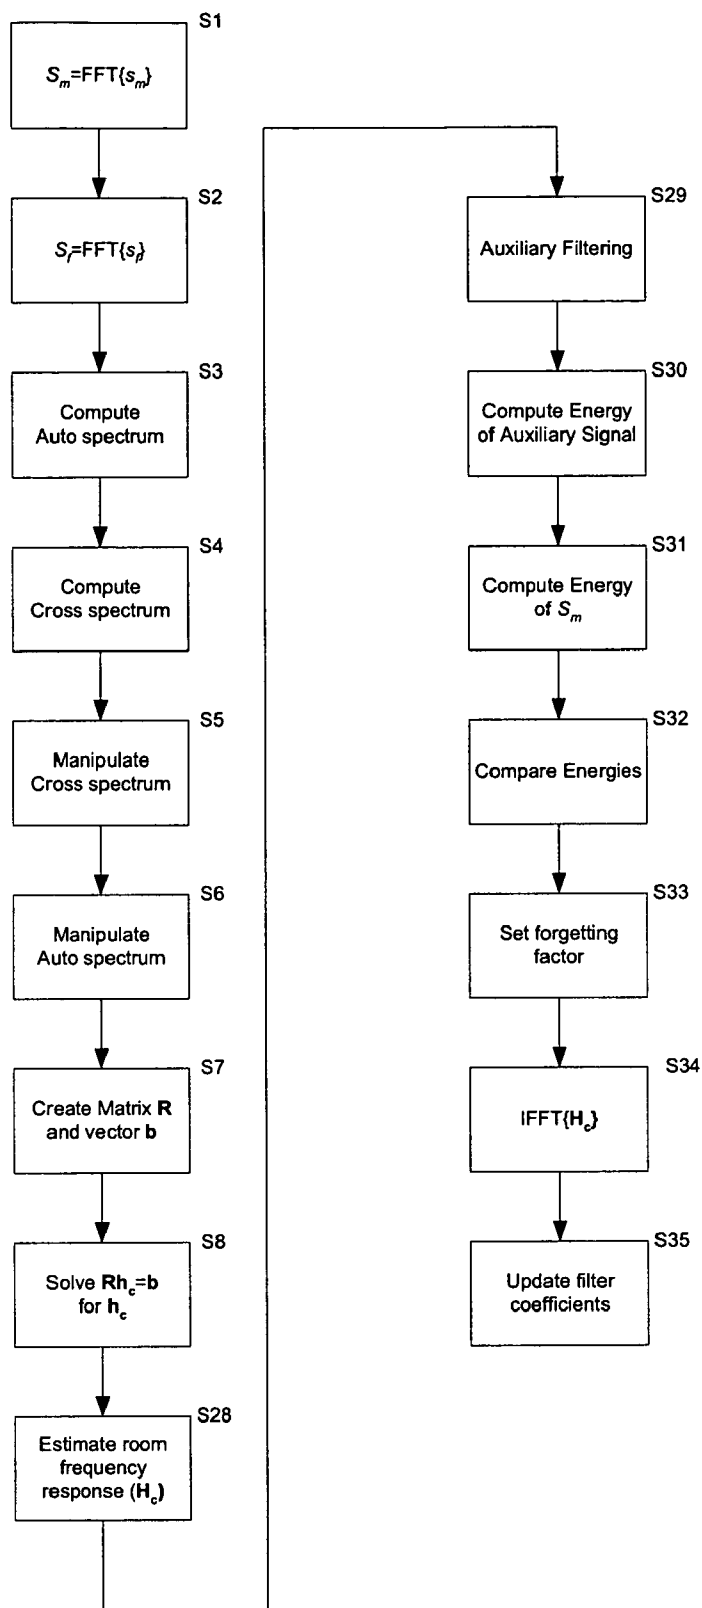 S1
S_m=FFT{s_m}
S2
S_f=FFT{s_f}
S3
Compute
Auto spectrum
S4
Compute
Cross spectrum
S5
Manipulate
Cross spectrum
S6
Manipulate
Auto spectrum
S7
Create Matrix R
and vector b
S8
Solve Rh_c=b
for h_c
S28
Estimate room
frequency
response (H_c)
S29
Auxiliary Filtering
S30
Compute Energy
of Auxiliary Signal
S31
Compute Energy
of S_m
S32
Compare Energies
S33
Set forgetting
factor
S34
IFFT{H_c}
S35
Update filter
coefficients